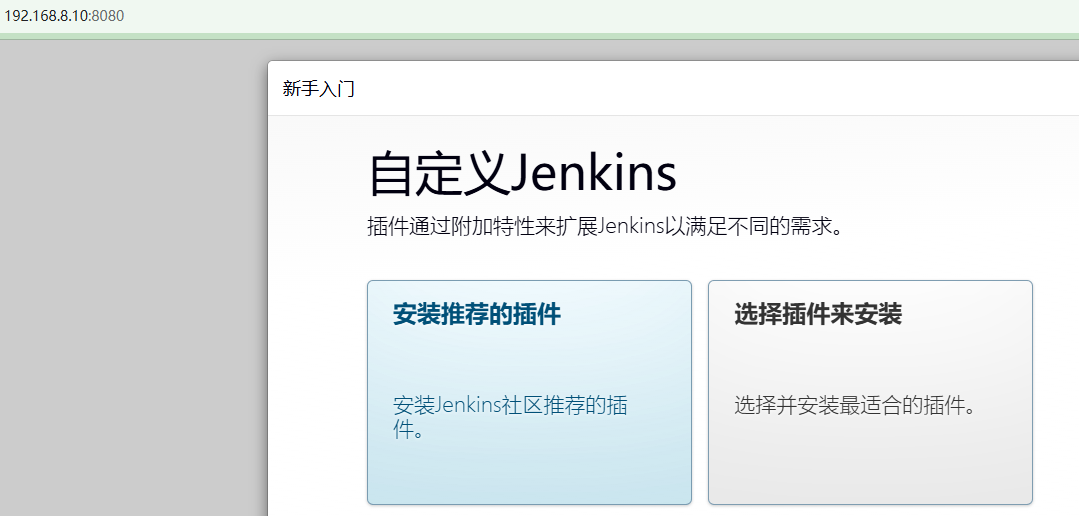 192.168.8.10:8080
新手入门
自定义Jenkins
插件通过附加特性来扩展Jenkins以满足不同的需求。
安装推荐的插件
安装Jenkins社区推荐的插
件。
选择插件来安装
选择并安装最适合的插件。